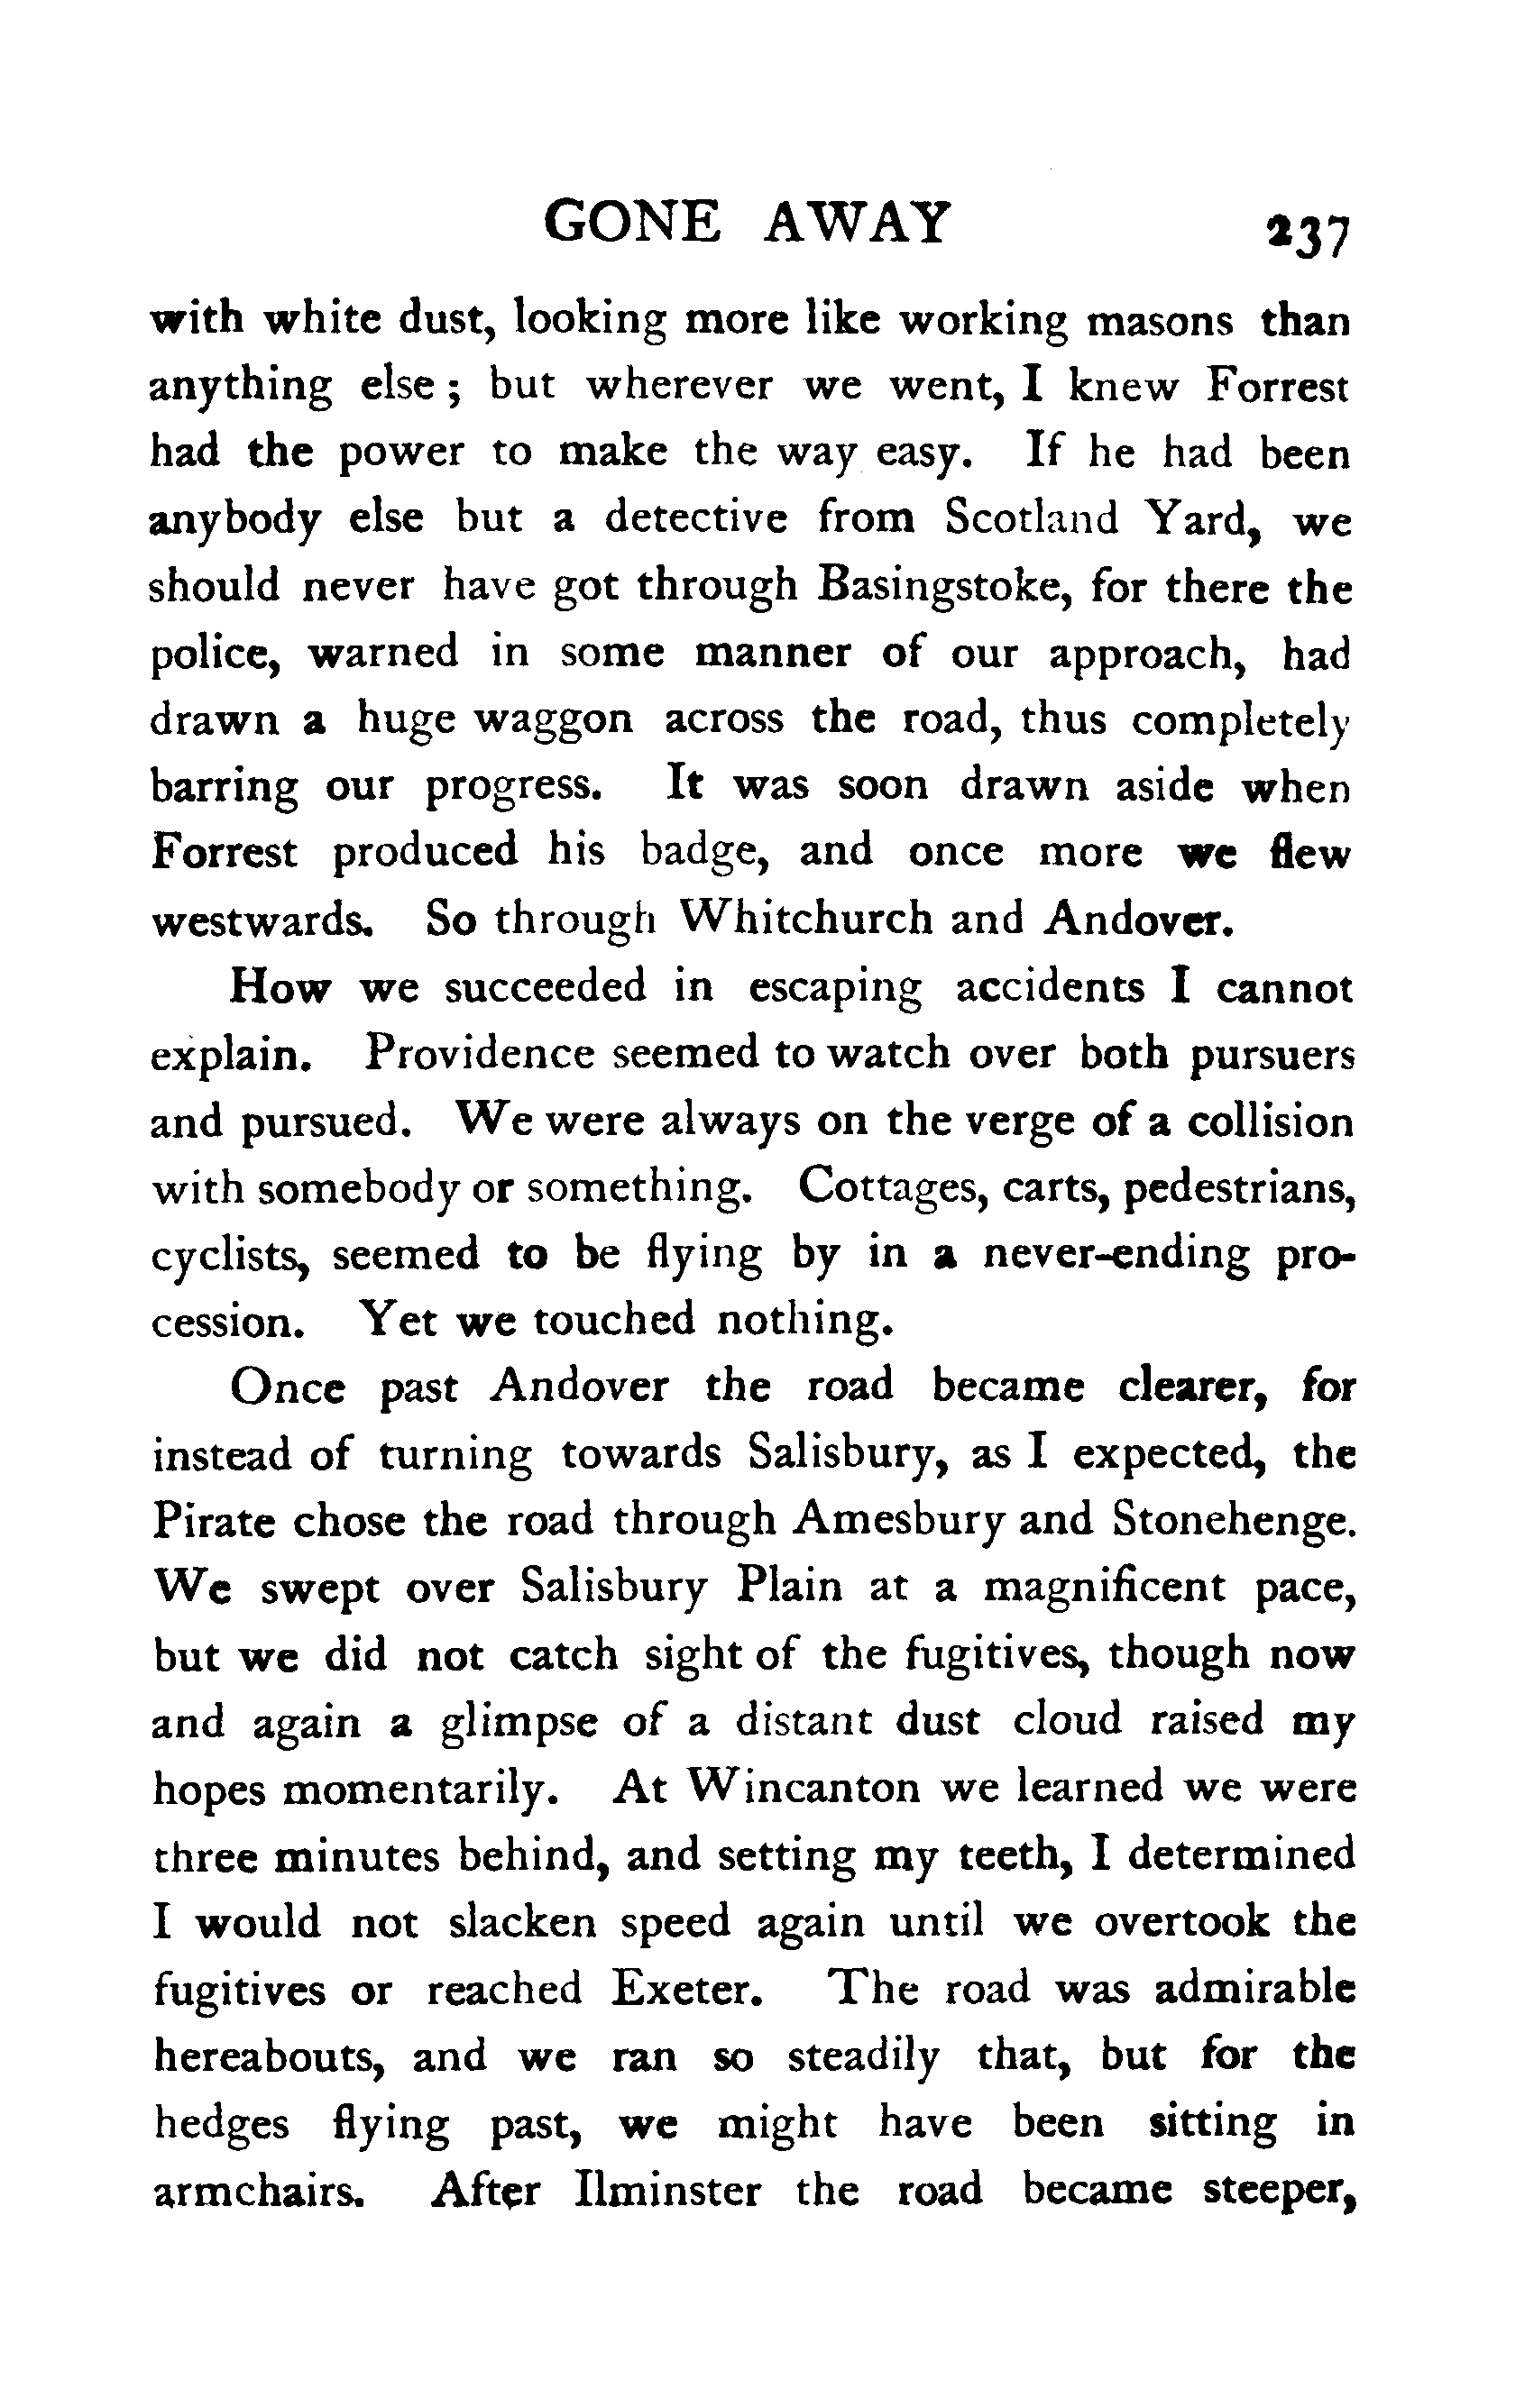 GONE AWAY 237
with white dust, looking more like working masons than
anything else ; but wherever we went, I knew Forrest
had the power to make the way easy. If he had been
anybody else but a detective from Scotland Yard, we
should never have got through Basingstoke, for there the
police, warned in some manner of our approach, had
drawn a huge waggon across the road, thus completely
barring our progress. It was soon drawn aside when
Forrest produced his badge, and once more we flew
westwards. So through Whitchurch and Andover.
How we succeeded in escaping accidents I cannot
explain. Providence seemed to watch over both pursuers
and pursued. We were always on the verge of a collision
with somebody or something. Cottages, carts, pedestrians,
cyclists, seemed to be flying by in a never-ending pro-
cession. Yet we touched nothing.
Once past Andover the road became clearer, for
instead of turning towards Salisbury, as I expected, the
Pirate chose the road through Amesbury and Stonehenge.
We swept over Salisbury Plain at a magnificent pace,
but we did not catch sight of the fugitives, though now
and again a glimpse of a distant dust cloud raised my
hopes momentarily. At Wincanton we learned we were
three minutes behind, and setting my teeth, I determined
I would not slacken speed again until we overtook the
fugitives or reached Exeter. The road was admirable
hereabouts, and we ran so steadily that, but for the
hedges flying past, we might have been sitting in
armchairs. After Ilminster the road became steeper,